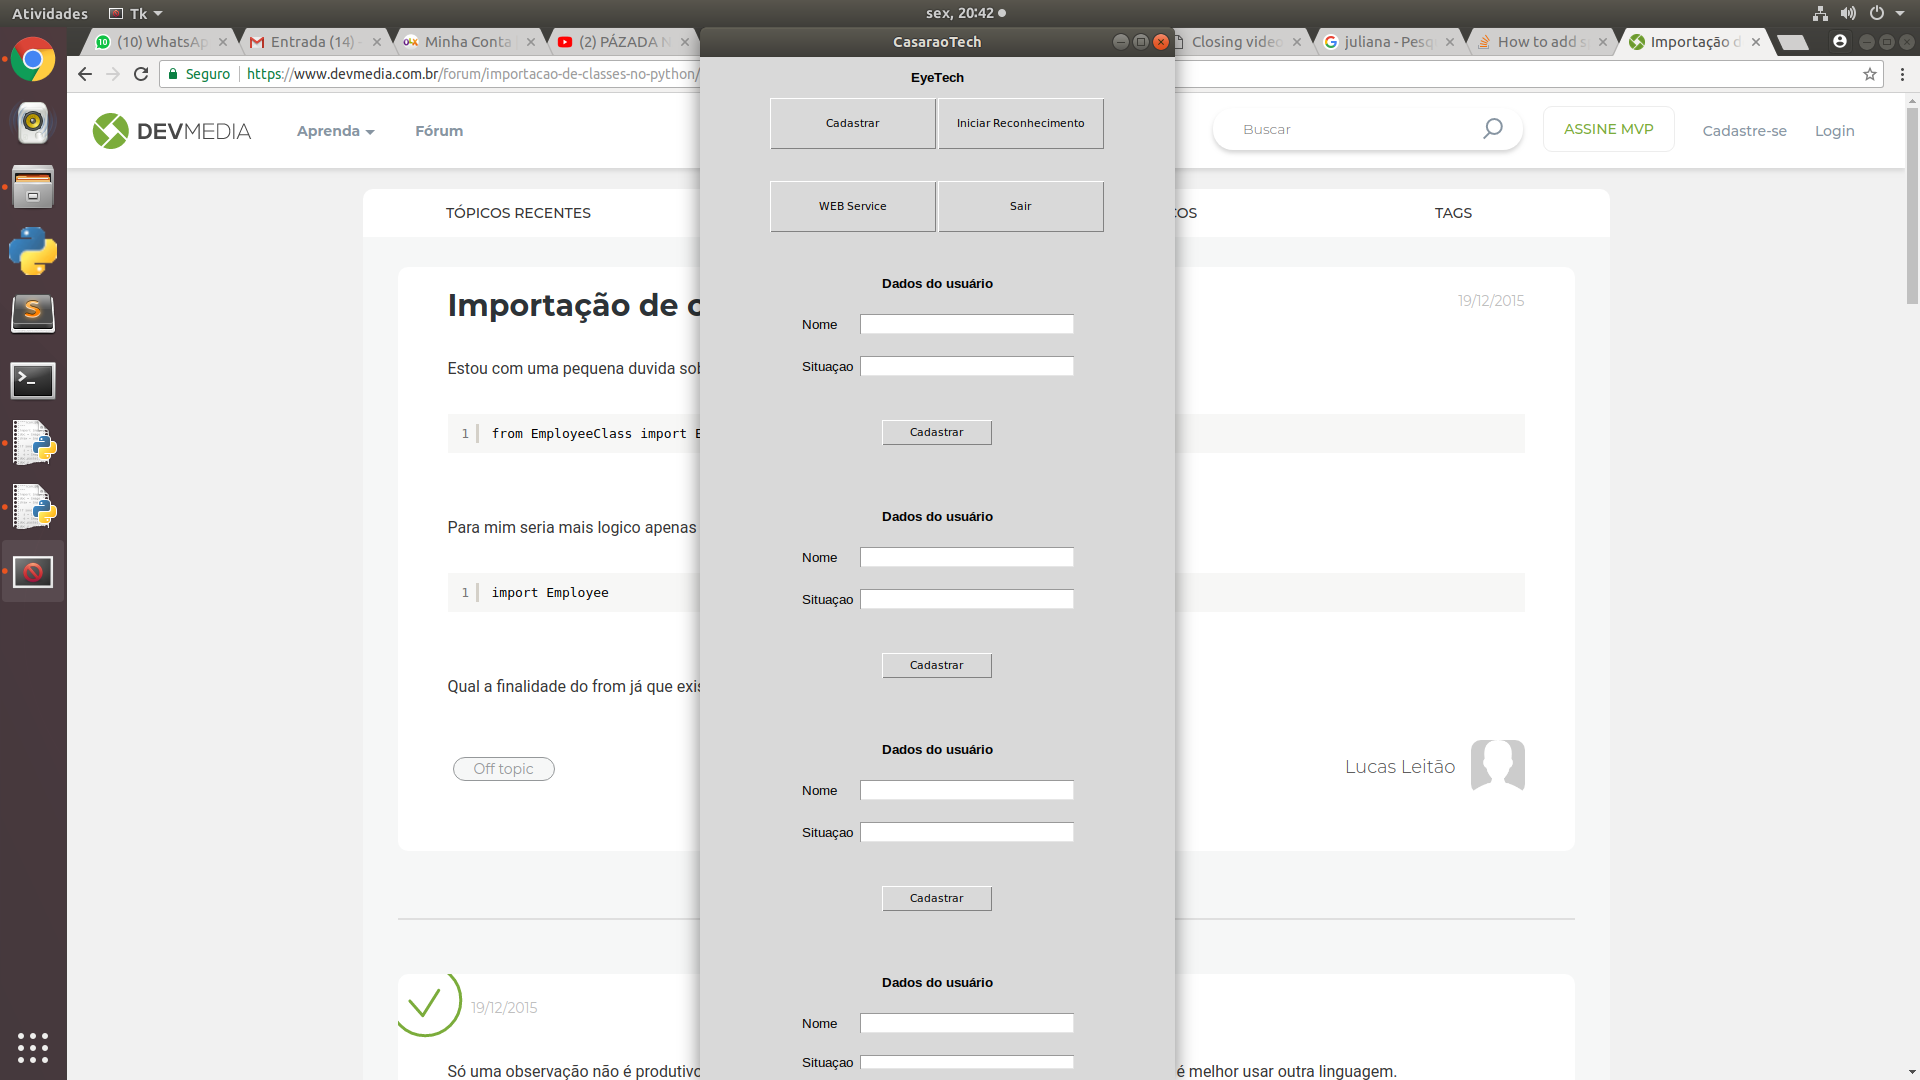 Atividades
Tk
sex, 20:42
(10) WhatsAp
Entrada (14)
Minha Conta
(2) PÁZADA N
CasaraoTech
Closing video
juliana - Pesq
How to add s
Importação d
Seguro
https://www.devmedia.com.br/forum/importacao-de-classes-no-python/
DEVMEDIA
Aprenda
Fórum
Buscar
ASSINE MVP
Cadastre-se
Login
TÓPICOS RECENTES
COS
TAGS
Importação de c
19/12/2015
Estou com uma pequena duvida sob
1
from EmployeeClass import E
Para mim seria mais logico apenas
1
import Employee
Qual a finalidade do from já que exis
Off topic
Lucas Leitão
19/12/2015
Só uma observação não é produtivo
é melhor usar outra linguagem.
EyeTech
Cadastrar
Iniciar Reconhecimento
WEB Service
Sair
Dados do usuário
Nome
Situaçao
Cadastrar
Dados do usuário
Nome
Situaçao
Cadastrar
Dados do usuário
Nome
Situaçao
Cadastrar
Dados do usuário
Nome
Situaçao